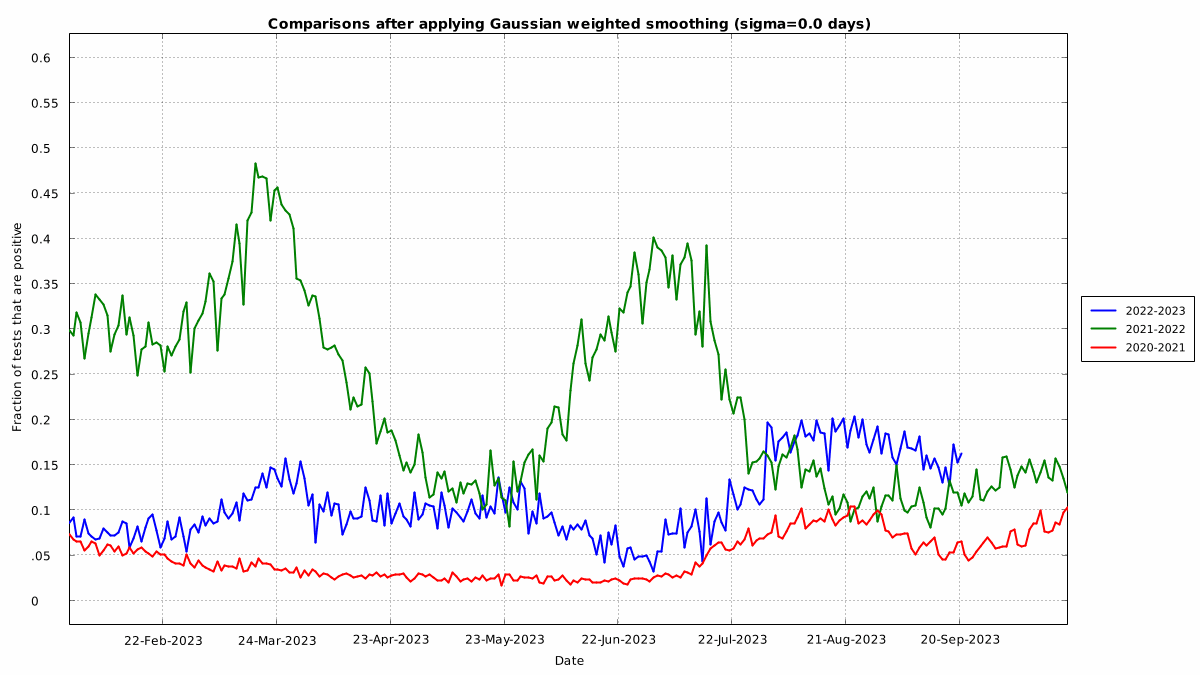 Comparisons after applying Gaussian weighted smoothing (sigma=0.0 days)
0.6
0.55
0.5
0.45
0.4
0.35
0.3
0.25
0.2
0.15
0.1
.05
0
Fraction of tests that are positive
22-Feb-2023
24-Mar-2023
23-Apr-2023
23-May-2023
22-Jun-2023
22-Jul-2023
21-Aug-2023
20-Sep-2023
Date
2022-2023
2021-2022
2020-2021